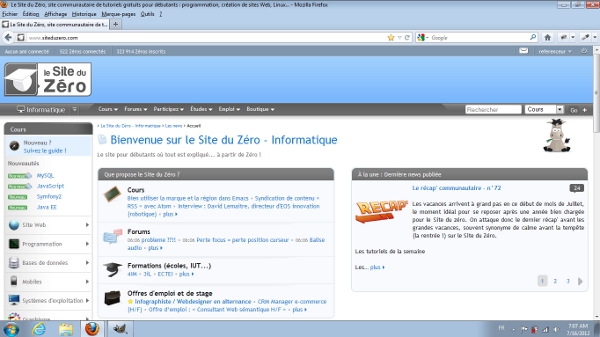 Le Site du Zéro, site communautaire de tutoriels gratuits pour débutants : programmation, création de sites Web, Linux... - Mozilla Firefox
Fichier Édition Affichage Historique Marque-pages Outils ?
Le Site du Zéro, site communautaire de t...
www.siteduzero.com
Google
Aucun ami connecté 522 Zéros connectés 323 914 Zéros inscrits
referenceur
le Site du Zéro
Informatique
Cours Forums Participez Études Emploi Boutique
Rechercher Cours Go
Cours
Nouveau ?
Suivez le guide !
Nouveautés
MySQL
JavaScript
Symfony2
Java EE
Site Web
Programmation
Bases de données
Mobiles
Systèmes d'exploitation
Graphisme
Le Site du Zéro - Informatique Les news Accueil
Bienvenue sur le Site du Zéro - Informatique
Le site pour débutants où tout est expliqué... à partir de Zéro !
Que propose le Site du Zéro ?
Cours
Bien utiliser la marque et la région dans Emacs - Syndication de contenu - RSS - avec Atom - Interview : David Lemaitre, directeur d'EOS innovation (robotique) - plus
Forums
probleme !!!! - Perte focus = perte position curseur - Balise audio - plus
Formations (écoles, IUT...)
4IM - JIL - ECTEI - plus
Offres d'emploi et de stage
Infographiste / Webdesigner en alternance - CRM Manager e-commerce (H/F) - Offre d'emploi : « Consultant Web sémantique H/F » - plus
À la une : Dernière news publiée
Le récap' communautaire - n°72
24
RECAP'
Les vacances arrivent à grand pas en ce début de mois de Juillet, le moment idéal pour se reposer après une année bien chargée pour le Site du zéro. On attaque donc le dernier récap' avant les grandes vacances, souvent synonyme de calme avant la tempête (la rentrée !) sur le Site du Zéro.
Les tutoriels de la semaine
Les... plus
1 2 3
FR
7:07 AM
7/16/2012